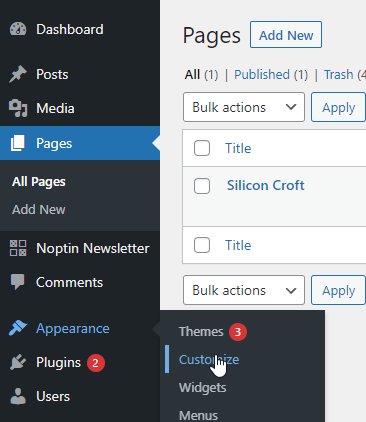 Dashboard
Posts
Media
Pages
All Pages
Add New
Noptin Newsletter
Comments
Appearance
Plugins 2
Users
Pages Add New
All (1) | Published (1) | Trash (4
Bulk actions Apply
Title
Silicon Croft
Title
Bulk actions Apply
Themes 3
Customize
Widgets
Menus